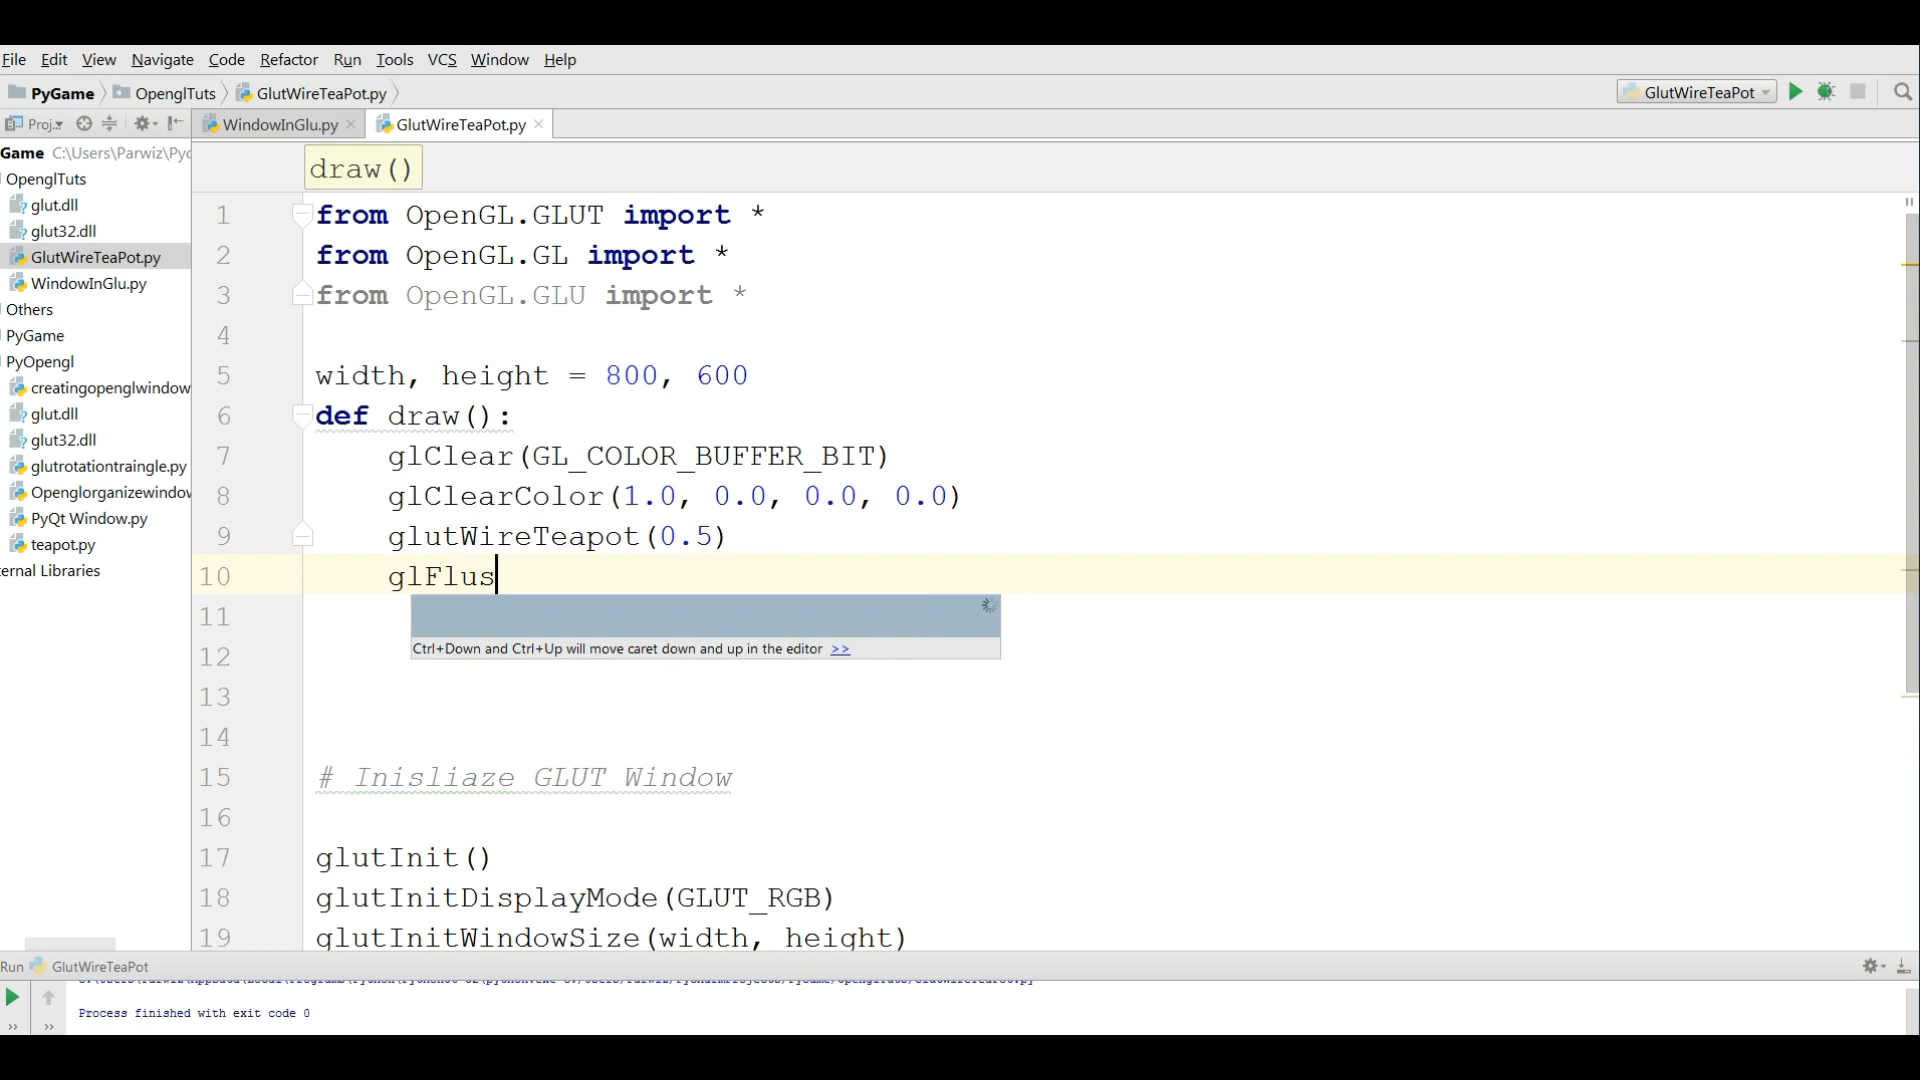 File Edit View Navigate Code Refactor Run Tools VCS Window Help
PyGame OpenglTuts GlutWireTeaPot.py GlutWireTeaPot
Proj.. WindowInGlu.py GlutWireTeaPot.py
Game C:\Users\Parwiz\Pyc
OpenglTuts
glut.dll
glut32.dll
GlutWireTeaPot.py
WindowInGlu.py
Others
PyGame
PyOpengl
creatingopenglwindow
glut.dll
glut32.dll
glutrotationtraingle.py
Openglorganizewindow
PyQt Window.py
teapot.py
ernal Libraries
draw()
1 from OpenGL.GLUT import *
2 from OpenGL.GL import *
3 from OpenGL.GLU import *
4
5 width, height = 800, 600
6 def draw():
7 glClear(GL_COLOR_BUFFER_BIT)
8 glClearColor(1.0, 0.0, 0.0, 0.0)
9 glutWireTeapot(0.5)
10 glFlus
Ctrl+Down and Ctrl+Up will move caret down and up in the editor >>
11
12
13
14
15 # Inisliaze GLUT Window
16
17 glutInit()
18 glutInitDisplayMode(GLUT_RGB)
19 glutInitWindowSize(width, height)
Run GlutWireTeaPot
Process finished with exit code 0